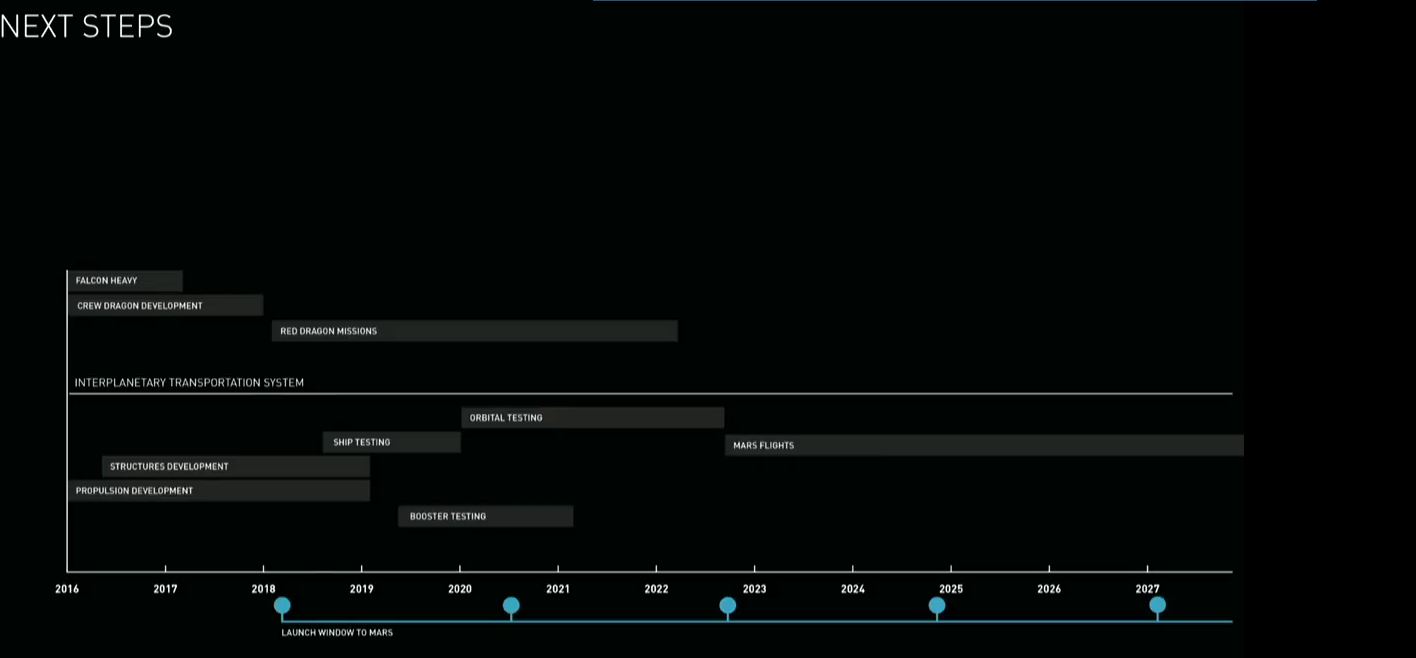 NEXT STEPS
FALCON HEAVY
CREW DRAGON DEVELOPMENT
RED DRAGON MISSIONS
INTERPLANETARY TRANSPORTATION SYSTEM
ORBITAL TESTING
SHIP TESTING
MARS FLIGHTS
STRUCTURES DEVELOPMENT
PROPULSION DEVELOPMENT
BOOSTER TESTING
2016 2017 2018 2019 2020 2021 2022 2023 2024 2025 2026 2027
LAUNCH WINDOW TO MARS